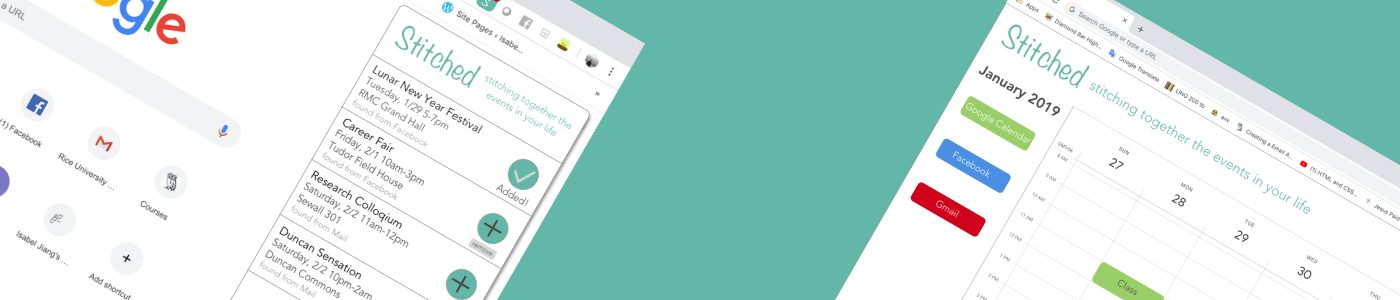 Google
a URL
(1) Facebook
Rice University ...
Courses
Isabel Jiang's ...
Add shortcut
Site Pages ‹ Isabe...
»
Stitched
stitching together the
events in your life
Lunar New Year Festival
Tuesday, 1/29 5-7pm
RMC Grand Hall
found from Facebook
Added!
Career Fair
Friday, 2/1 10am-3pm
Tudor Field House
found from Facebook
remove
Research Colloqium
Saturday, 2/2 11am-12pm
Sewall 301
found from Mail
Duncan Sensation
Saturday, 2/2 10pm-2am
Duncan Commons
found from Mail
Search Google or type a URL
Apps
Diamond Bar High...
Google Translate
LING 200 tb
axx
Creating a Email A...
(1) HTML and CSS...
Jesus Paid
Stitched
stitching together the events in your life
January 2019
Google Calendar
Facebook
Gmail
SUN
27
MON
28
TUE
29
WED
30
8 AM
9 AM
10 AM
11 AM
12 PM
1 PM
2 PM
3 PM
Class